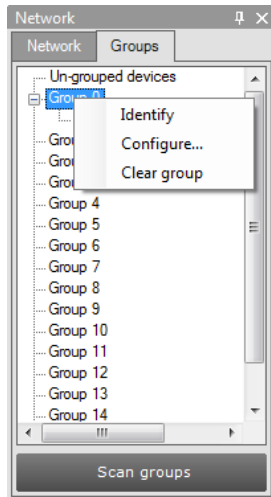 Network
Network Groups
Un-grouped devices
Group 0
Identify
Configure...
Clear group
Group 4
Group 5
Group 6
Group 7
Group 8
Group 9
Group 10
Group 11
Group 12
Group 13
Group 14
Scan groups